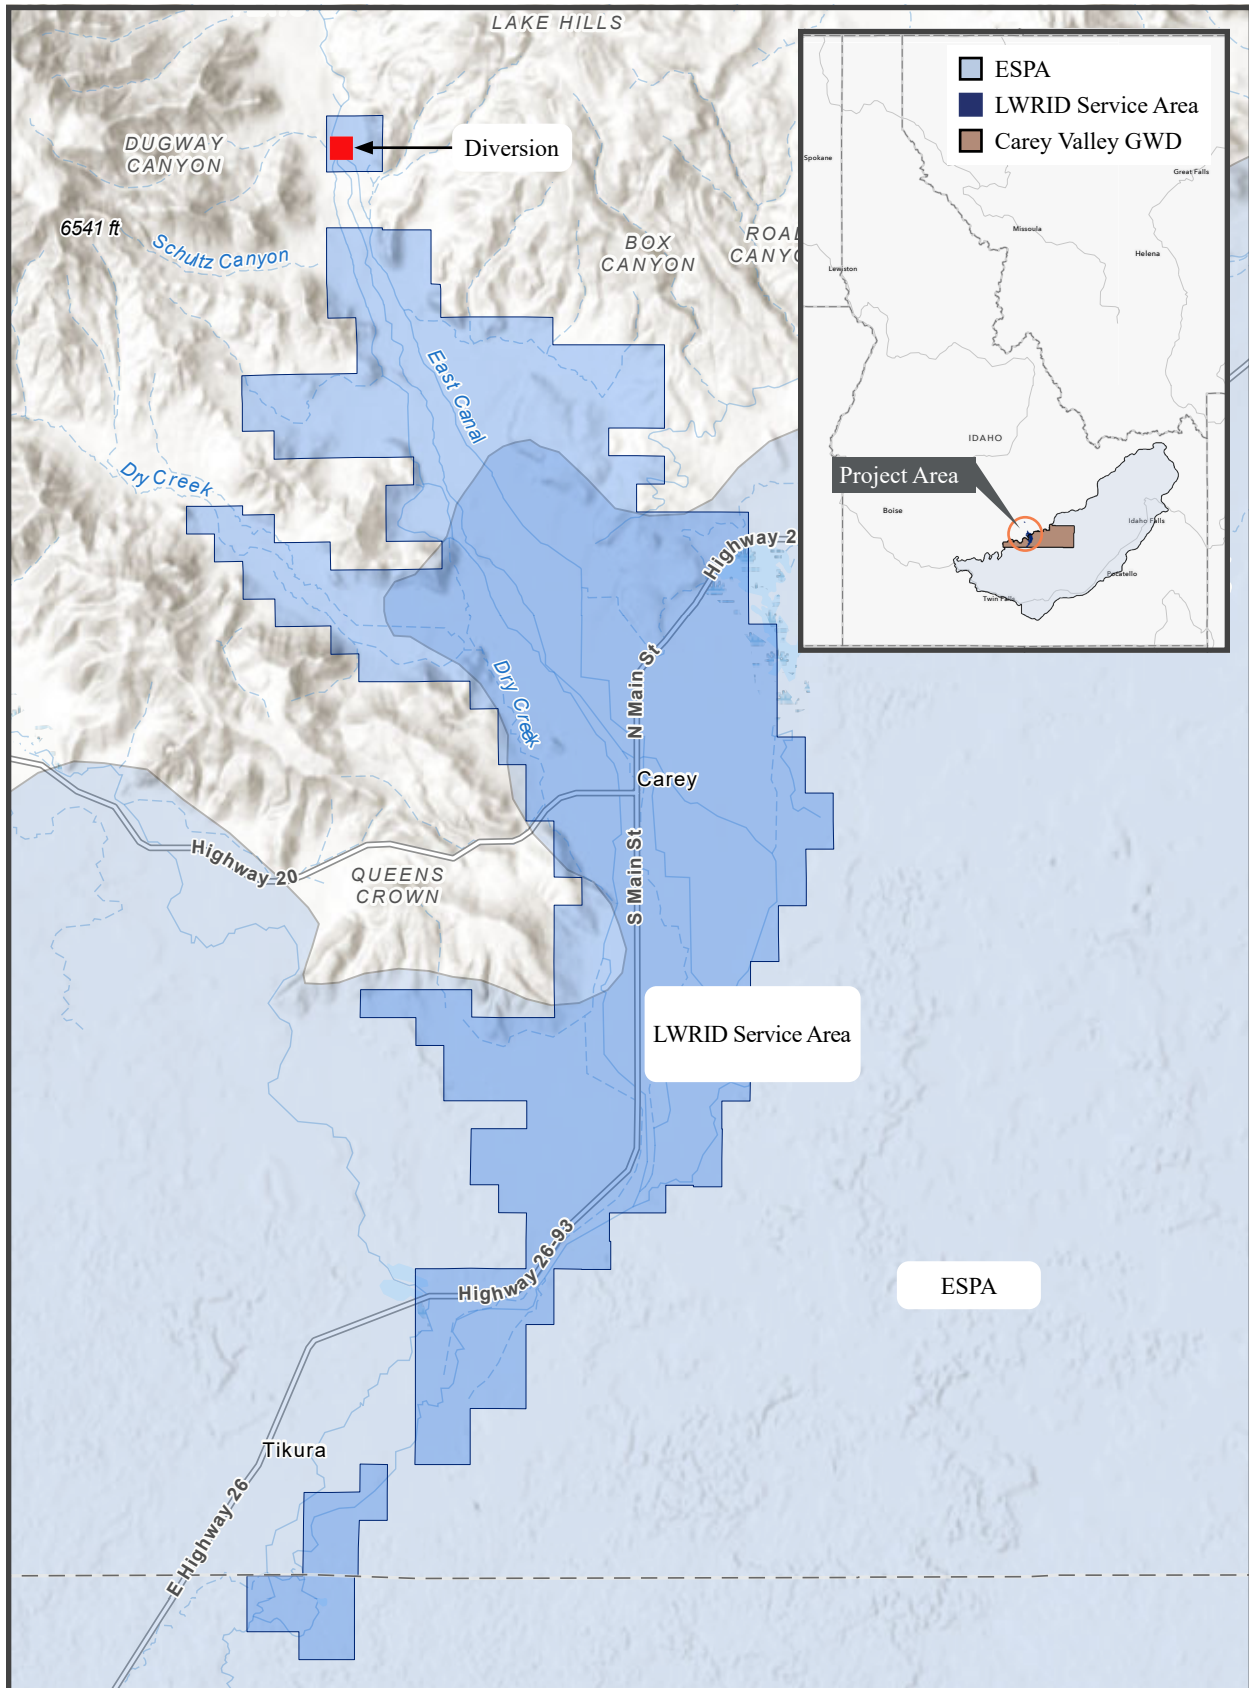 LAKE HILLS
DUGWAY
CANYON
Diversion
6541 ft
Schultz Canyon
BOX
CANYON
ROAD
CANYO
East Canal
Dry Creek
Highway 2
Dry Creek
N Main St
Carey
S Main St
Highway 20
QUEENS
CROWN
LWRID Service Area
Highway 26-93
ESPA
Tikura
E Highway 26
ESPA
LWRID Service Area
Carey Valley GWD
Spokane
Great Falls
Missoula
Helena
Lewiston
IDAHO
Project Area
Boise
Idaho Falls
Pocatello
Twin Falls